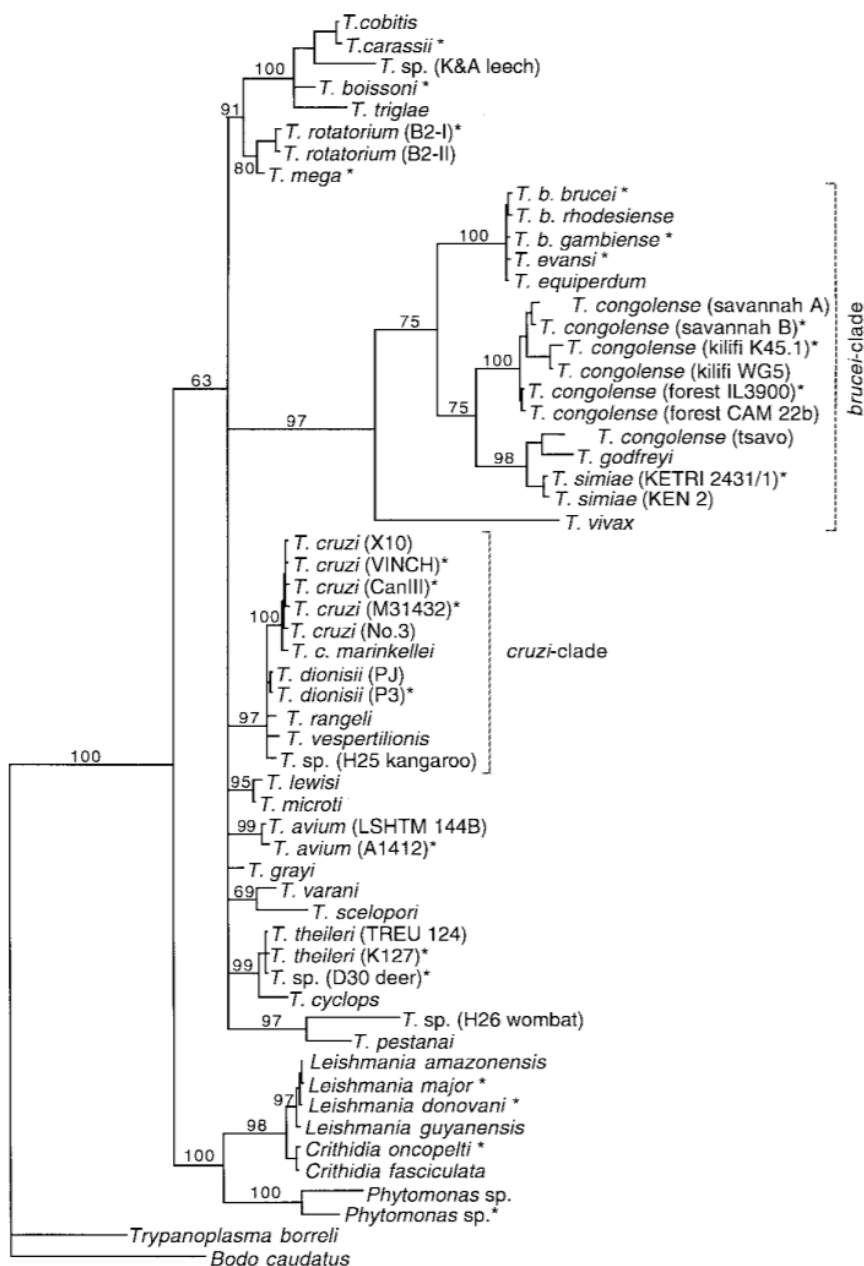 T.cobitis
T.carassii *
T. sp. (K&A leech)
100
T. boissoni *
T. triglae
91
T. rotatorium (B2-I)*
T. rotatorium (B2-II)
80
T. mega *
T. b. brucei *
T. b. rhodesiense
100
T. b. gambiense *
T. evansi *
T. equiperdum
75
T. congolense (savannah A)
T. congolense (savannah B)*
T. congolense (kilifi K45.1)*
100
T. congolense (kilifi WG5)
T. congolense (forest IL3900)*
T. congolense (forest CAM 22b)
75
T. congolense (tsavo)
98
T. godfreyi
T. simiae (KETRI 2431/1)*
T. simiae (KEN 2)
T. vivax
brucei-clade
63
97
T. cruzi (X10)
T. cruzi (VINCH)*
T. cruzi (CanIII)*
100
T. cruzi (M31432)*
T. cruzi (No.3)
T. c. marinkellei
cruzi-clade
T. dionisii (PJ)
T. dionisii (P3)*
97
T. rangeli
T. vespertilionis
T. sp. (H25 kangaroo)
100
95
T. lewisi
T. microti
99
T. avium (LSHTM 144B)
T. avium (A1412)*
T. grayi
69
T. varani
T. scelopori
T. theileri (TREU 124)
T. theileri (K127)*
99
T. sp. (D30 deer)*
T. cyclops
97
T. sp. (H26 wombat)
T. pestanai
Leishmania amazonensis
Leishmania major *
97
Leishmania donovani *
98
Leishmania guyanensis
Crithidia oncopelti *
100
Crithidia fasciculata
100
Phytomonas sp.
Phytomonas sp.*
Trypanoplasma borreli
Bodo caudatus